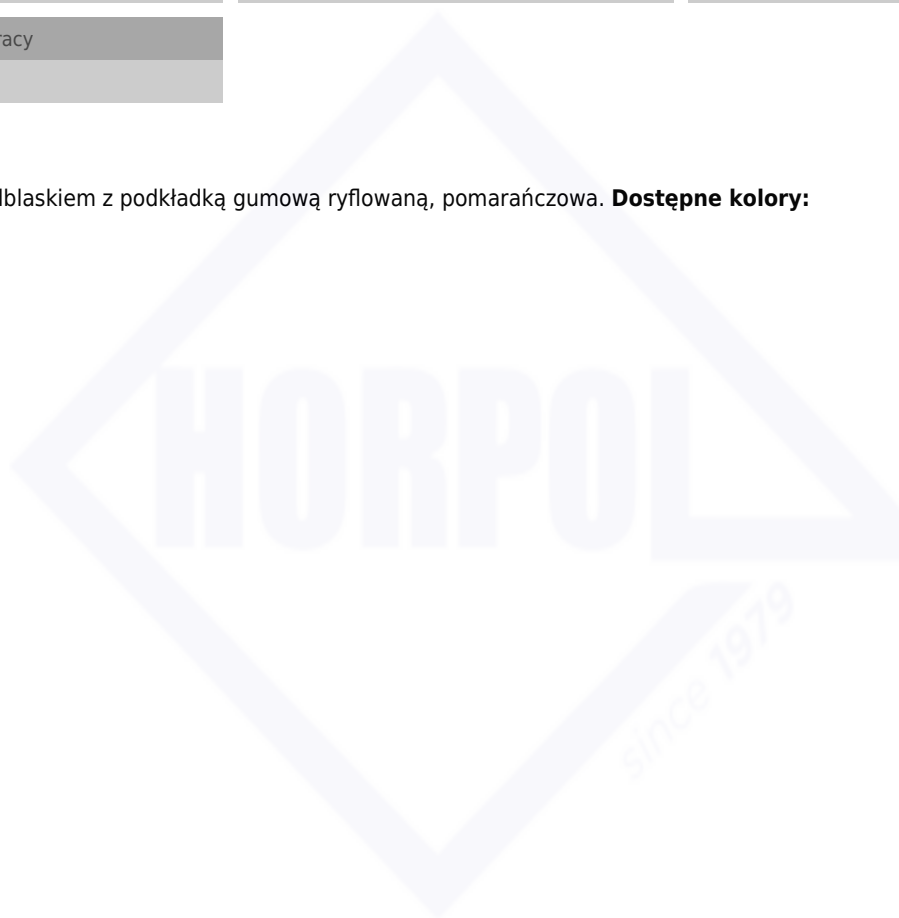 racy
dblaskiem z podkładką gumową ryflowaną, pomarańczowa. Dostępne kolory:
HORPOL
since 1979